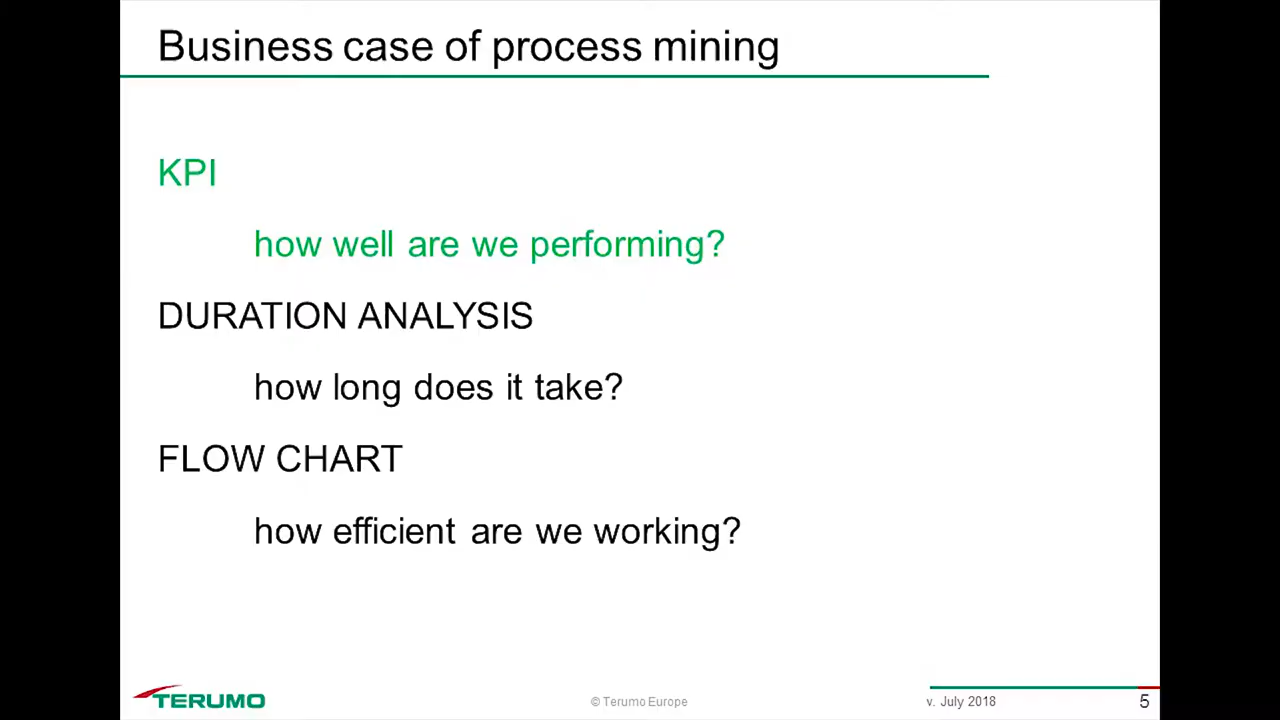 Business case of process mining
KPI
how well are we performing?
DURATION ANALYSIS
how long does it take?
FLOW CHART
how efficient are we working?
TERUMO
© Terumo Europe
v. July 2018
5